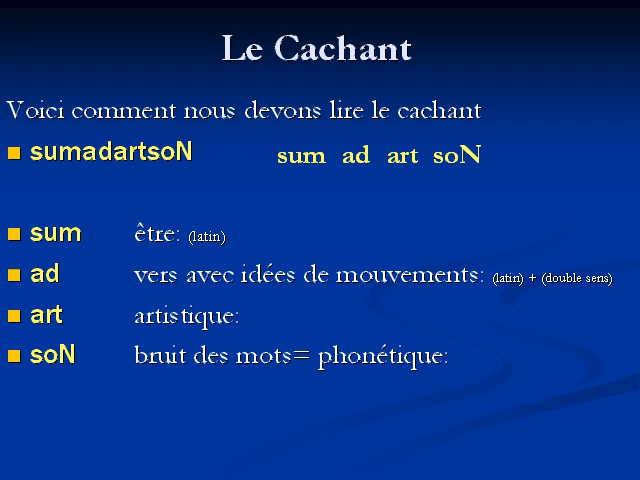 Le Cachant
Voici comment nous devons lire le cachant
sumadartsoN sum ad art soN
sum être: (latin)
ad vers avec idées de mouvements: (latin) + (double sens)
art artistique:
soN bruit des mots= phonétique: